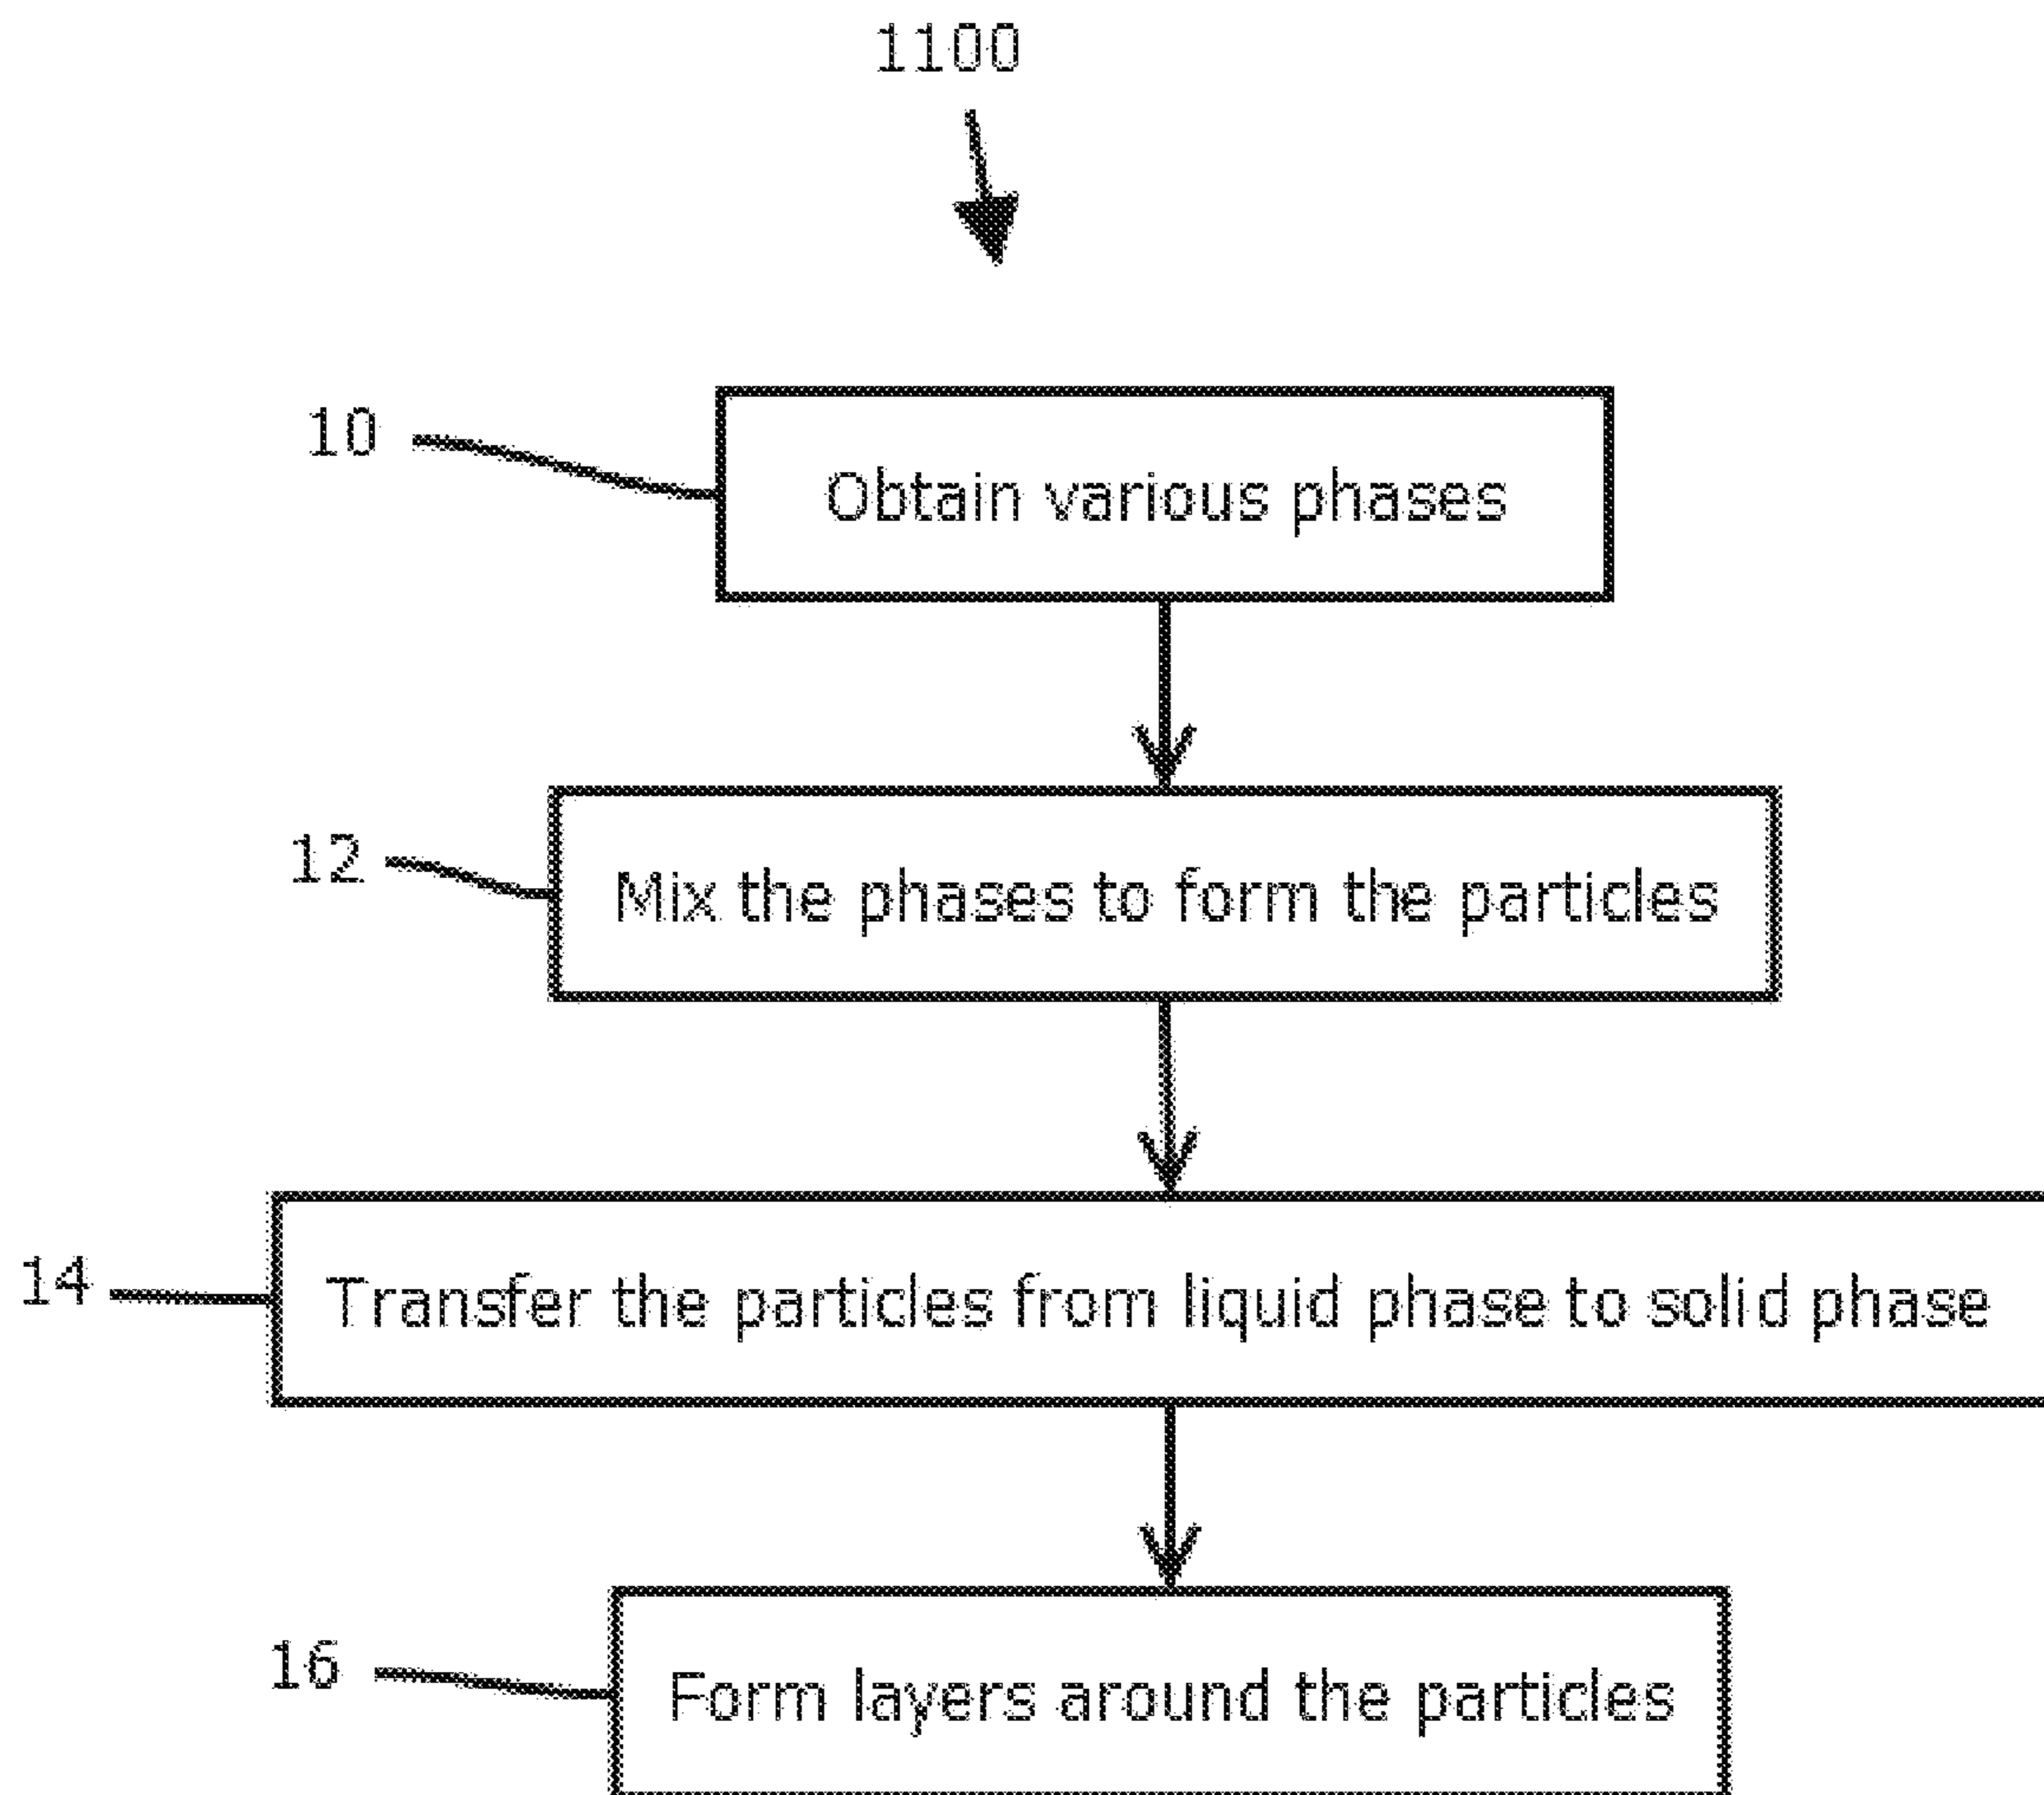 1100
10
Obtain various phases
12
Mix the phases to form the particles
14
Transfer the particles from liquid phase to solid phase
16
Form layers around the particles